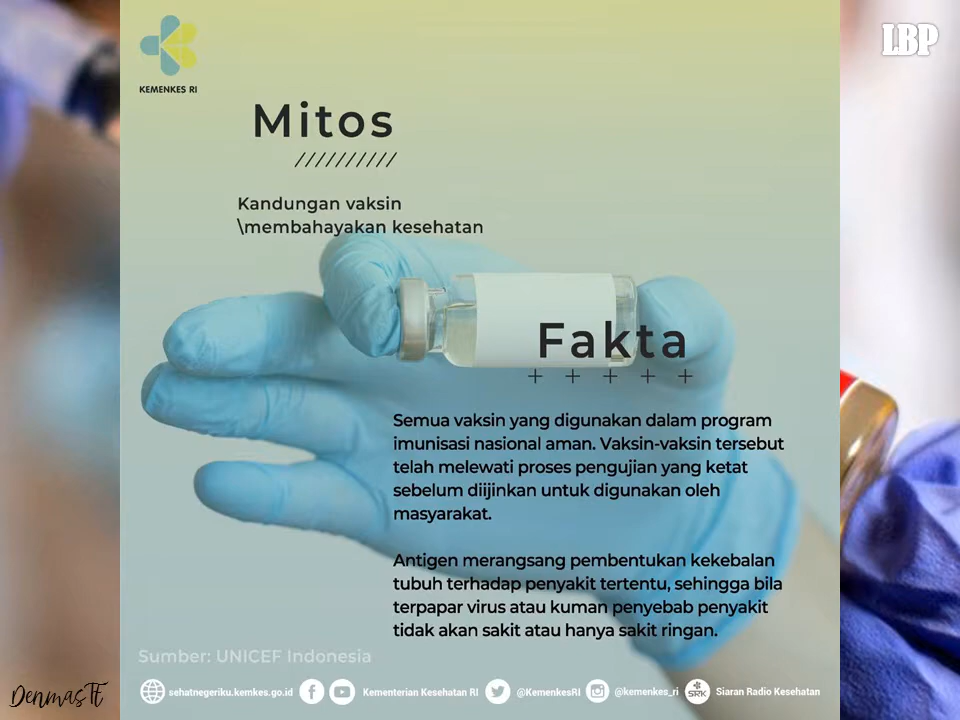 LBP
KEMENKES RI
Mitos
//////////
Kandungan vaksin
\membahayakan kesehatan
Fakta
+ + + + +
Semua vaksin yang digunakan dalam program
imunisasi nasional aman. Vaksin-vaksin tersebut
telah melewati proses pengujian yang ketat
sebelum diijinkan untuk digunakan oleh
masyarakat.
Antigen merangsang pembentukan kekebalan
tubuh terhadap penyakit tertentu, sehingga bila
terpapar virus atau kuman penyebab penyakit
tidak akan sakit atau hanya sakit ringan.
Sumber: UNICEF Indonesia
sehatnegeriku.kemkes.go.id Kementerian Kesehatan RI @KemenkesRI @kemenkes_ri SRK Siaran Radio Kesehatan
DenmasTE